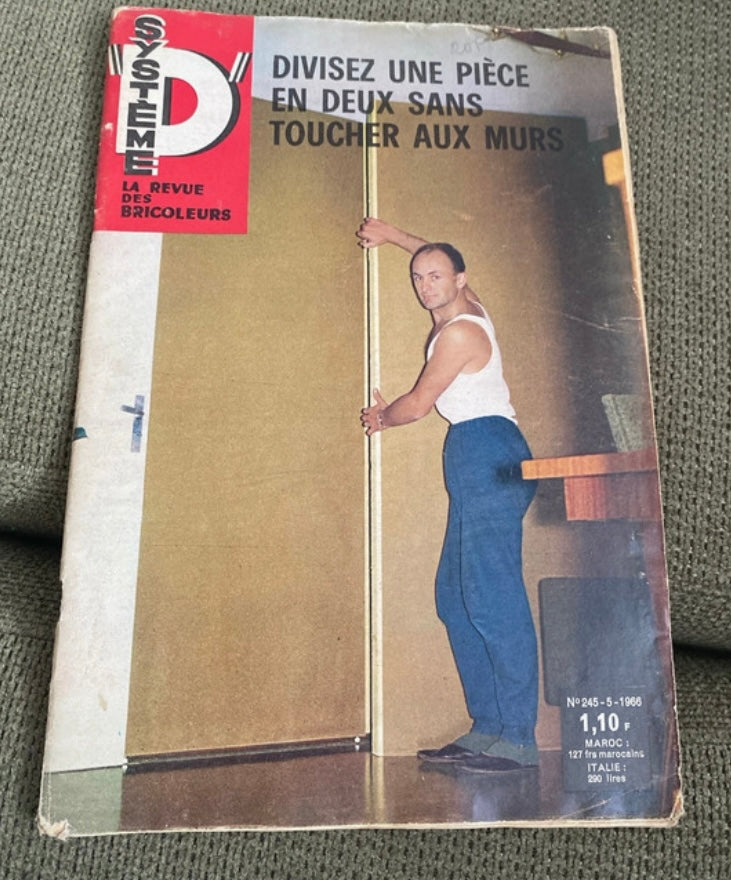 SYSTÈME
"D"
LA REVUE
DES
BRICOLEURS
DIVISEZ UNE PIÈCE
EN DEUX SANS
TOUCHER AUX MURS
Nº 245 - 5 - 1966
1,10 F
MAROC :
127 frs marocains
ITALIE :
290 lires